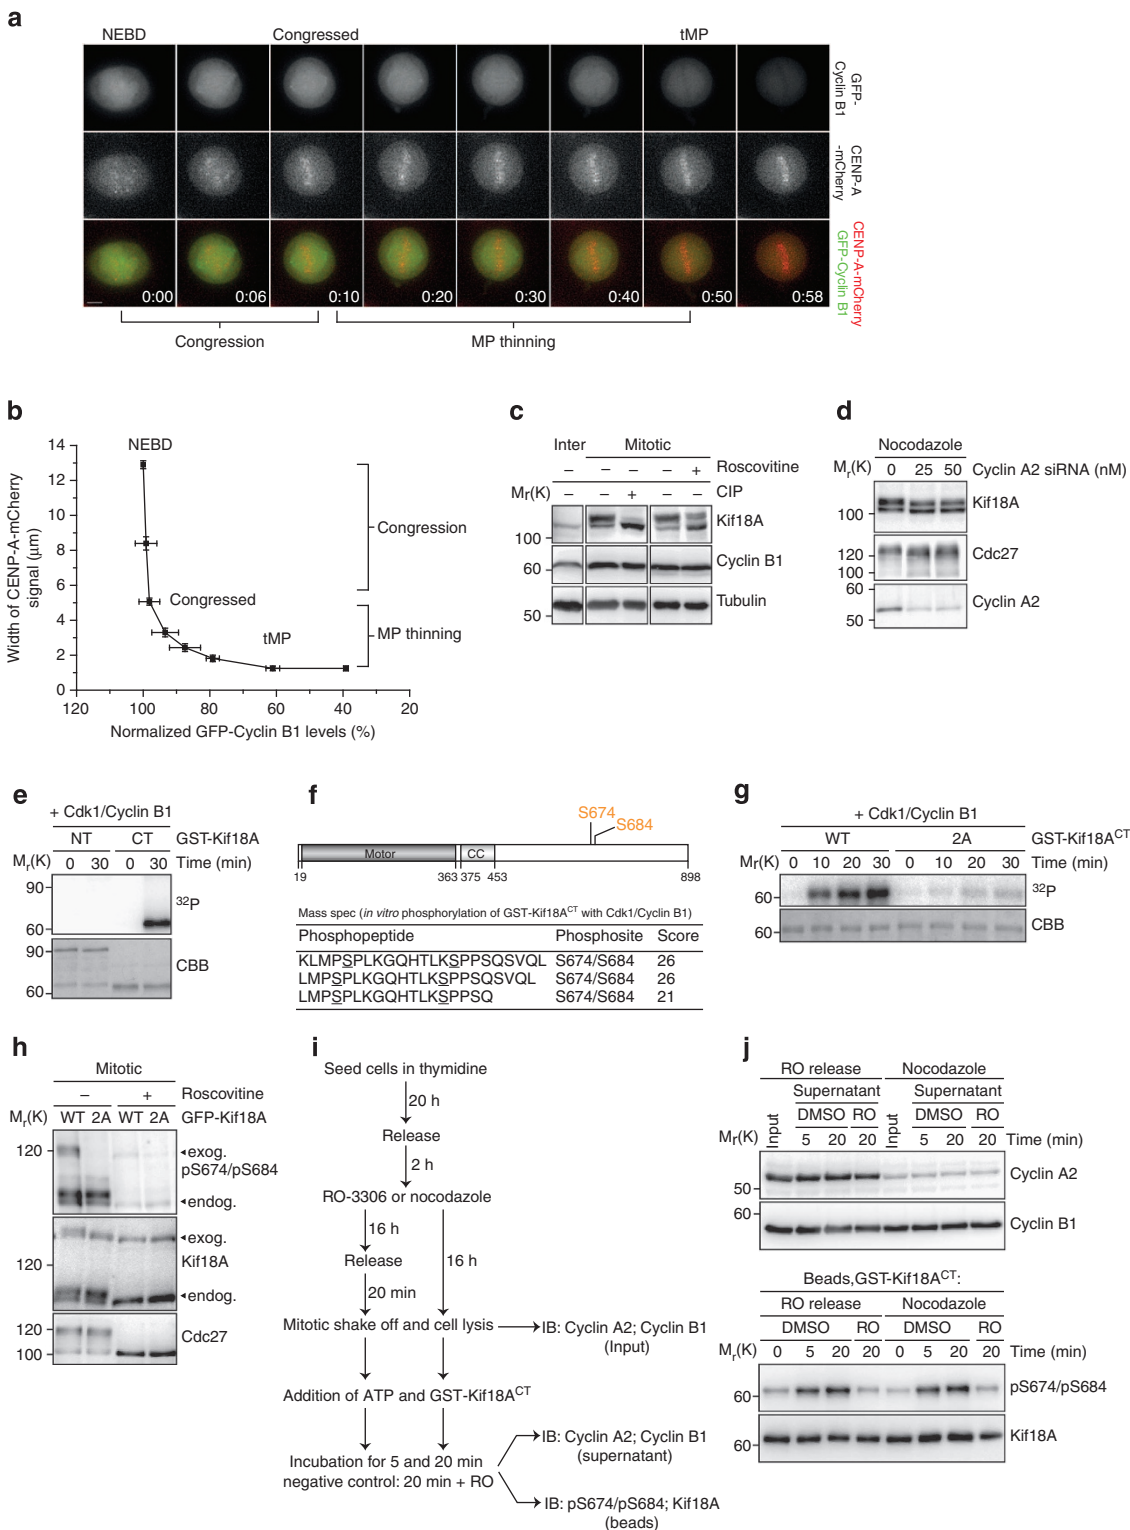 a
NEBD Congressed tMP
GFP-
Cyclin B1
CENP-A
-mCherry
CENP-A-mCherry
GFP-Cyclin B1
0:00 0:06 0:10 0:20 0:30 0:40 0:50 0:58
Congression MP thinning
b
Width of CENP-A-mCherry
signal (μm)
14
12
10
8
6
4
2
0
NEBD
Congression
Congressed
tMP
MP thinning
120 100 80 60 40 20
Normalized GFP-Cyclin B1 levels (%)
c
Inter Mitotic
– – – – + Roscovitine
Mr(K) – – + – – CIP
Kif18A
100
Cyclin B1
60
Tubulin
50
d
Nocodazole
Mr(K) 0 25 50 Cyclin A2 siRNA (nM)
Kif18A
100
Cdc27
120
100
60
Cyclin A2
50
e
+ Cdk1/Cyclin B1
NT CT GST-Kif18A
Mr(K) 0 30 0 30 Time (min)
90
32P
60
90
CBB
60
f
S674
S684
Motor CC
19 363 375 453 898
Mass spec (in vitro phosphorylation of GST-Kif18ACT with Cdk1/Cyclin B1)
Phosphopeptide Phosphosite Score
KLMPSPLKGQHTLKSPPSQSVQL S674/S684 26
LMPSPLKGQHTLKSPPSQSVQL S674/S684 26
LMPSPLKGQHTLKSPPSQ S674/S684 21
g
+ Cdk1/Cyclin B1
WT 2A GST-Kif18ACT
Mr(K) 0 10 20 30 0 10 20 30 Time (min)
60 32P
60 CBB
h
Mitotic
– + Roscovitine
Mr(K) WT 2A WT 2A GFP-Kif18A
120 exog.
pS674/pS684
endog.
exog.
Kif18A
120
endog.
120 Cdc27
100
i
Seed cells in thymidine
20 h
Release
2 h
RO-3306 or nocodazole
16 h
Release 16 h
20 min
Mitotic shake off and cell lysis IB: Cyclin A2; Cyclin B1
(Input)
Addition of ATP and GST-Kif18ACT
IB: Cyclin A2; Cyclin B1
(supernatant)
Incubation for 5 and 20 min
negative control: 20 min + RO
IB: pS674/pS684; Kif18A
(beads)
j
RO release Nocodazole
Supernatant Supernatant
Input DMSO RO Input DMSO RO
Mr(K) 5 20 20 5 20 20 Time (min)
Cyclin A2
50
60
Cyclin B1
Beads,GST-Kif18ACT:
RO release Nocodazole
DMSO RO DMSO RO
Mr(K) 0 5 20 20 0 5 20 20 Time (min)
pS674/pS684
60
Kif18A
60